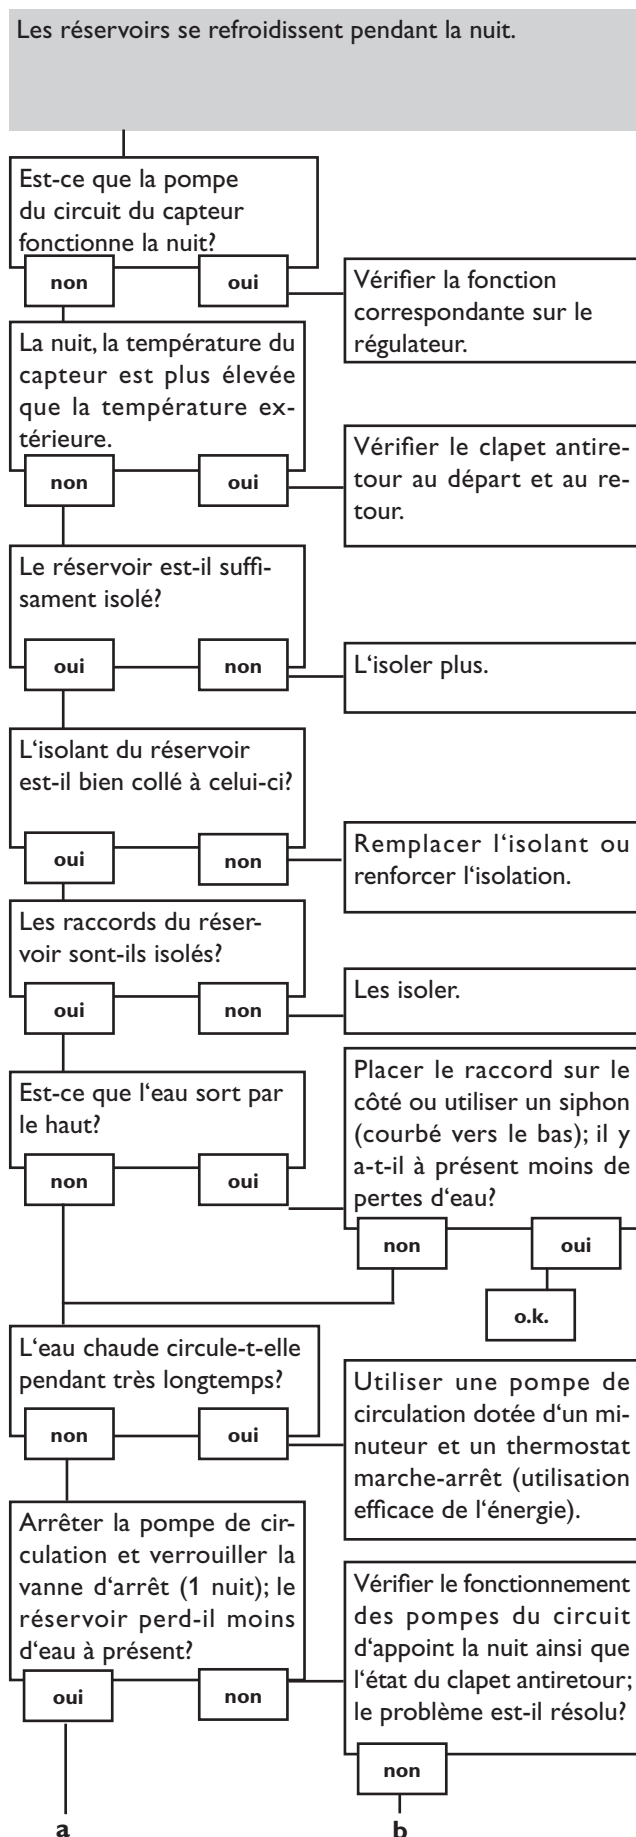 Les réservoirs se refroidissent pendant la nuit.
Est-ce que la pompe
du circuit du capteur
fonctionne la nuit?
non
oui
Vérifier la fonction
correspondante sur le
régulateur.
La nuit, la température du
capteur est plus élevée
que la température ex-
térieure.
non
oui
Vérifier le clapet antire-
tour au départ et au re-
tour.
Le réservoir est-il suffi-
sament isolé?
oui
non
L‘isoler plus.
L‘isolant du réservoir
est-il bien collé à celui-ci?
oui
non
Remplacer l‘isolant ou
renforcer l‘isolation.
Les raccords du réser-
voir sont-ils isolés?
oui
non
Les isoler.
Est-ce que l‘eau sort par
le haut?
non
oui
Placer le raccord sur le
côté ou utiliser un siphon
(courbé vers le bas); il y
a-t-il à présent moins de
pertes d‘eau?
non
oui
o.k.
L‘eau chaude circule-t-elle
pendant très longtemps?
non
oui
Utiliser une pompe de
circulation dotée d‘un mi-
nuteur et un thermostat
marche-arrêt (utilisation
efficace de l‘énergie).
Arrêter la pompe de cir-
culation et verrouiller la
vanne d‘arrêt (1 nuit); le
réservoir perd-il moins
d‘eau à présent?
oui
non
Vérifier le fonctionnement
des pompes du circuit
d‘appoint la nuit ainsi que
l‘état du clapet antiretour;
le problème est-il résolu?
non
a
b